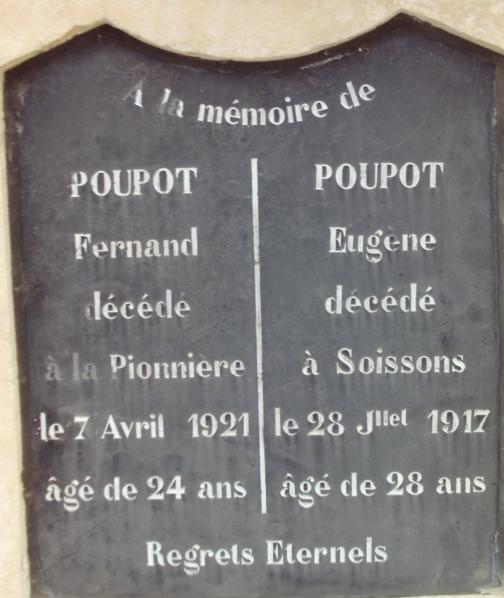 A la mémoire de
POUPOT
Fernand
décédé
à la Pionnière
le 7 Avril 1921
âgé de 24 ans
POUPOT
Eugène
décédé
à Soissons
le 28 Jllet 1917
âgé de 28 ans
Regrets Eternels